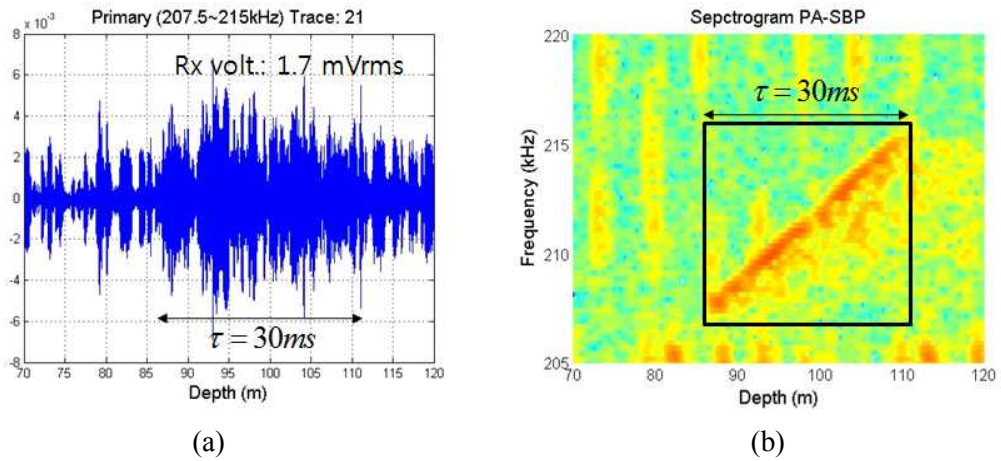 Primary (207.5~215kHz) Trace: 21
x 10⁻³
Rx volt.: 1.7 mVrms
8
6
4
2
0
-2
-4
-6
-8
τ = 30ms
70 75 80 85 90 95 100 105 110 115 120
Depth (m)
(a)
Sepctrogram PA-SBP
τ = 30ms
220
215
210
205
Frequency (kHz)
70 80 90 100 110 120
Depth (m)
(b)